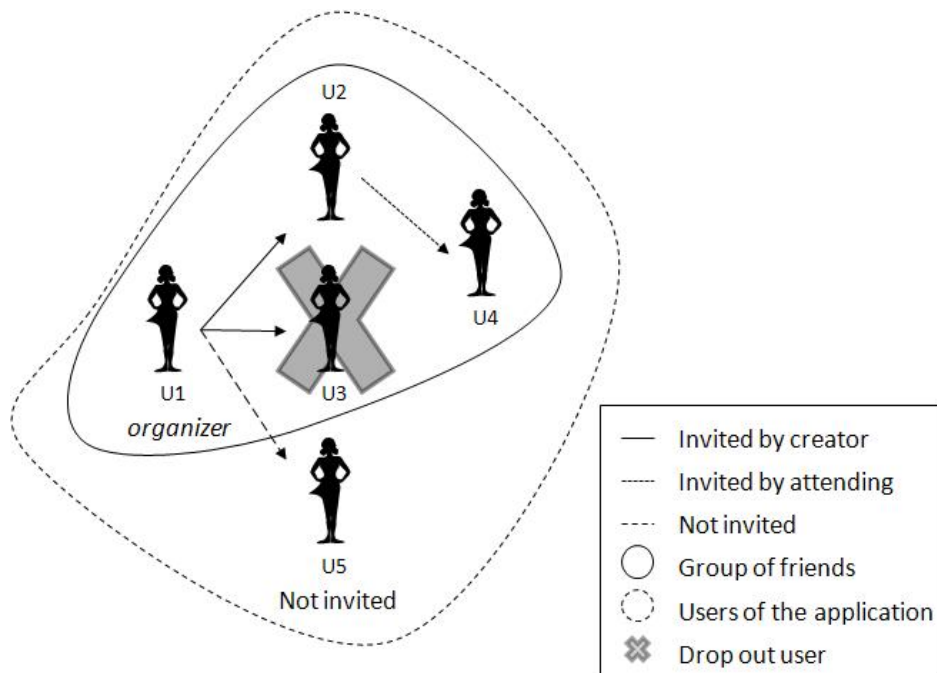 U2
U4
U1
U3
organizer
U5
Not invited
Invited by creator
Invited by attending
Not invited
Group of friends
Users of the application
Drop out user